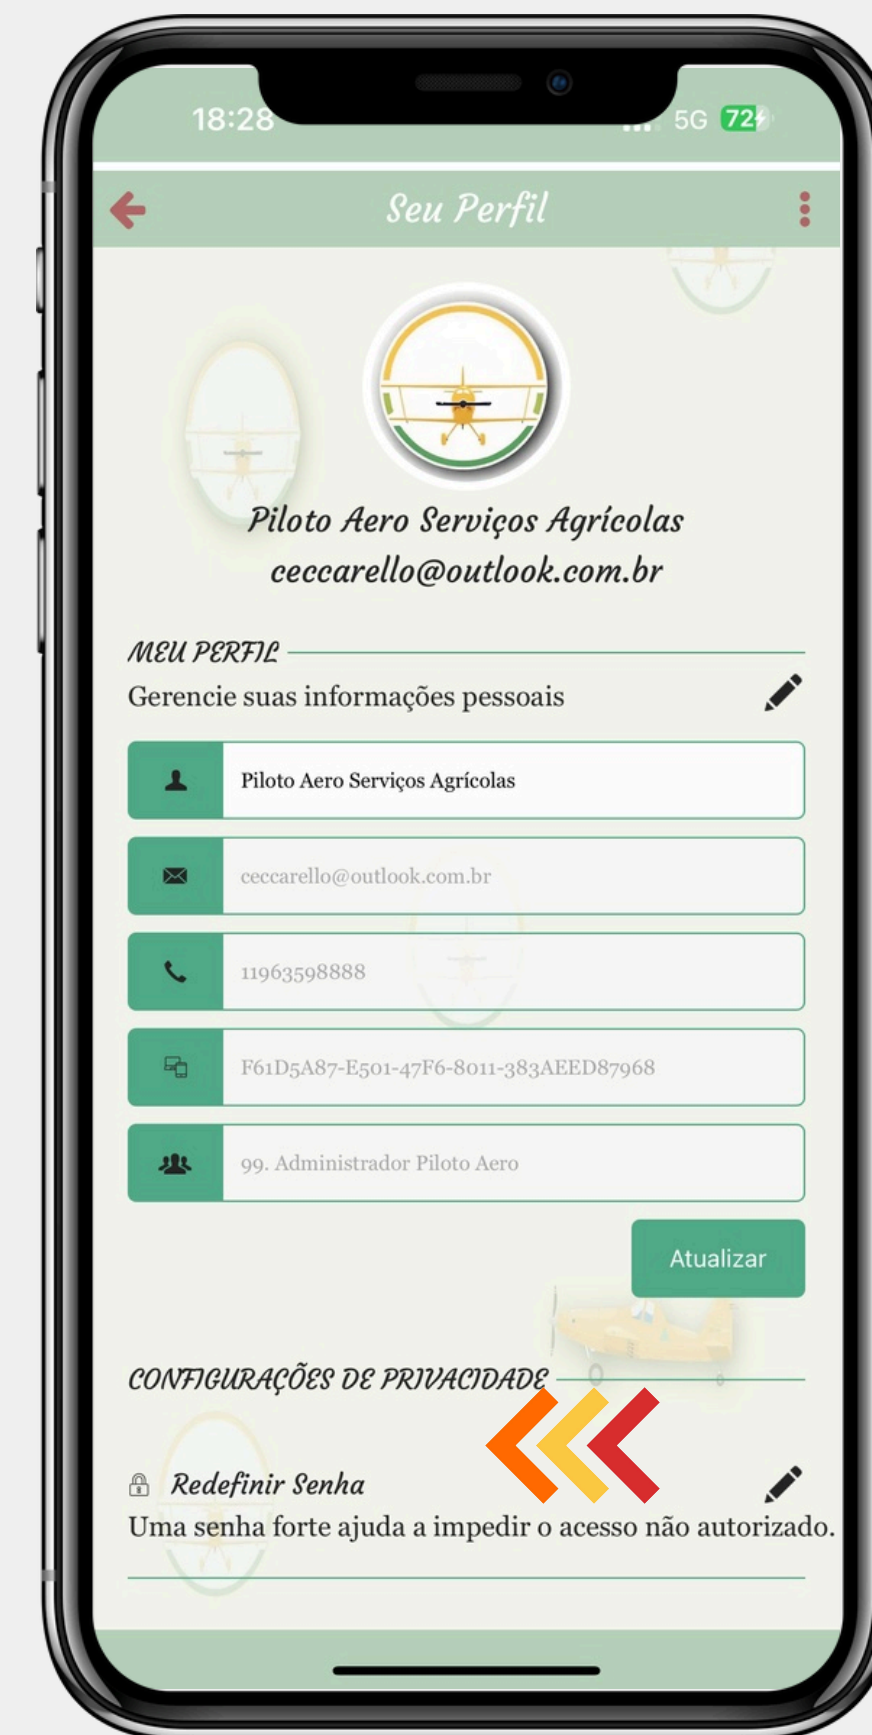 18:28 5G 72
Seu Perfil
Piloto Aero Serviços Agrícolas
ceccarello@outlook.com.br
MEU PERFIL
Gerencie suas informações pessoais
Piloto Aero Serviços Agrícolas
ceccarello@outlook.com.br
11963598888
F61D5A87-E501-47F6-8011-383AEED87968
99. Administrador Piloto Aero
Atualizar
CONFIGURAÇÕES DE PRIVACIDADE
Redefinir Senha
Uma senha forte ajuda a impedir o acesso não autorizado.